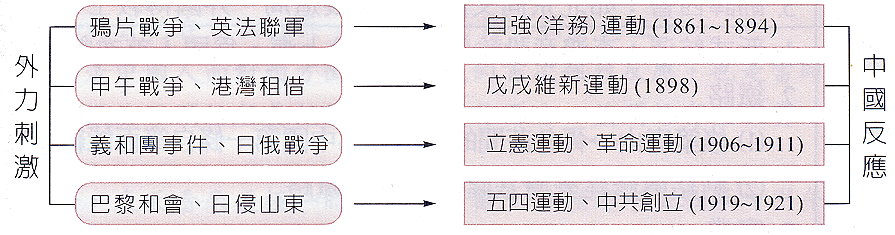 外力刺激
鴉片戰爭、英法聯軍
自強(洋務)運動 (1861~1894)
甲午戰爭、港灣租借
戊戌維新運動 (1898)
義和團事件、日俄戰爭
立憲運動、革命運動 (1906~1911)
巴黎和會、日侵山東
五四運動、中共創立 (1919~1921)
中國反應